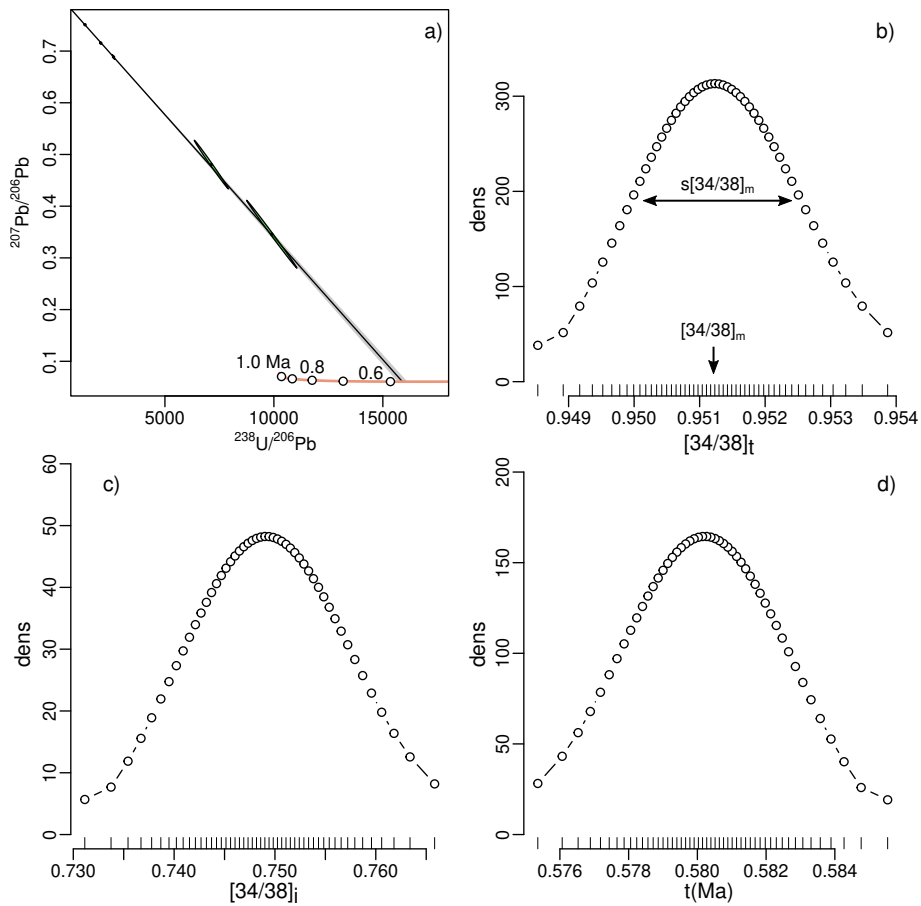 a)
0.7
0.6
0.5
0.4
0.3
0.2
0.1
207Pb/206Pb
1.0 Ma
0.8
0.6
5000
10000
15000
238U/206Pb
b)
300
200
100
0
dens
s[34/38]m
[34/38]m
0.949
0.950
0.951
0.952
0.953
0.954
[34/38]t
c)
60
50
40
30
20
10
0
dens
0.730
0.740
0.750
0.760
[34/38]i
d)
200
150
100
50
0
dens
0.576
0.578
0.580
0.582
0.584
t(Ma)